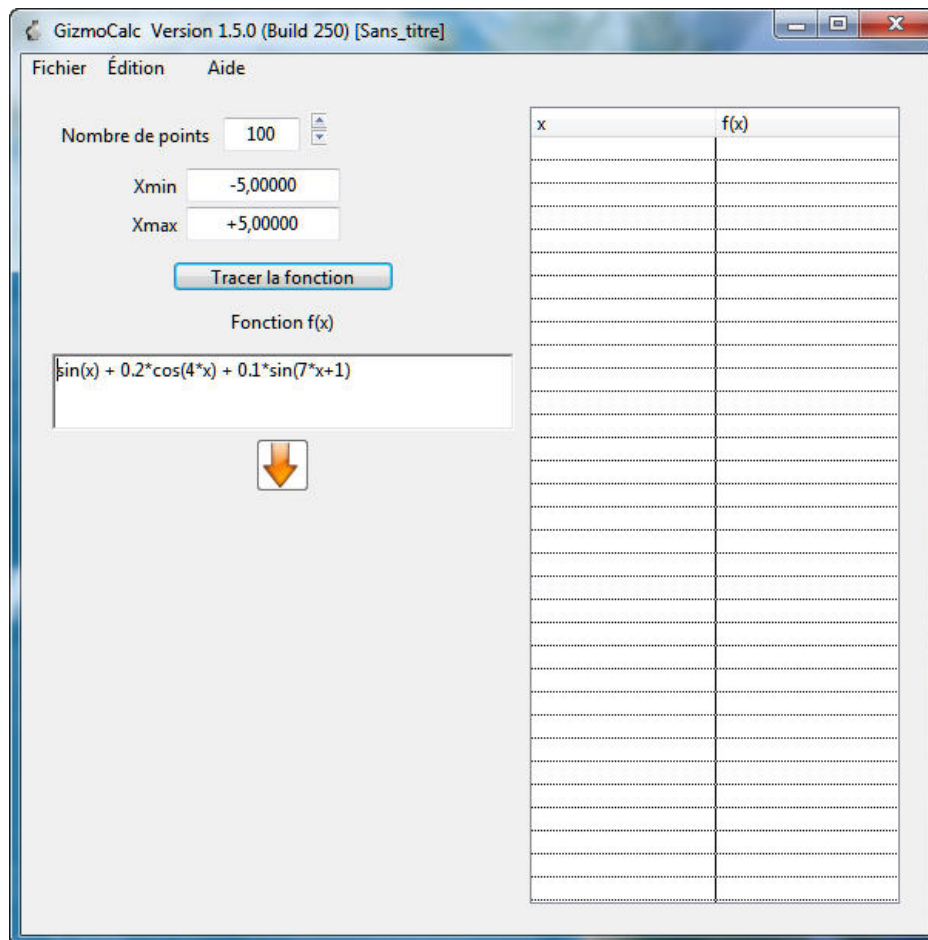 GizmoCalc Version 1.5.0 (Build 250) [Sans_titre]
Fichier Édition Aide
Nombre de points 100
Xmin -5,00000
Xmax +5,00000
Tracer la fonction
Fonction f(x)
sin(x) + 0.2*cos(4*x) + 0.1*sin(7*x+1)
x f(x)